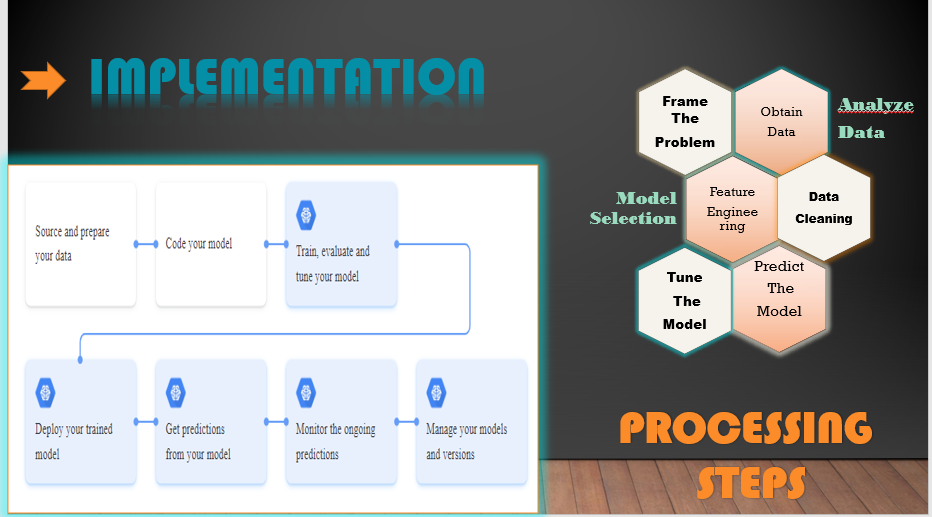 IMPLEMENTATION
Source and prepare
your data
Code your model
Train, evaluate and
tune your model
Deploy your trained
model
Get predictions
from your model
Monitor the ongoing
predictions
Manage your models
and versions
Frame
The
Problem
Obtain
Data
Analyze
Data
Model
Selection
Feature
Enginee
ring
Data
Cleaning
Tune
The
Model
Predict
The
Model
PROCESSING
STEPS